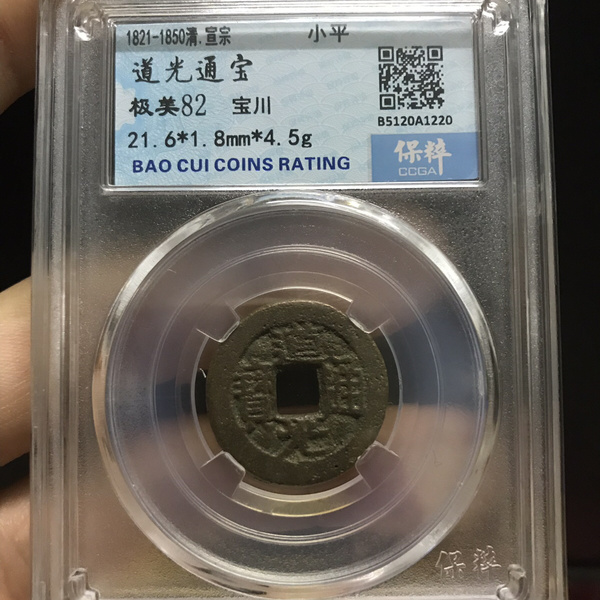 1821-1850清.宣宗 小平
道光通宝
极美82 宝川
21.6*1.8mm*4.5g
BAO CUI COINS RATING
B5120A1220
保粹
CCGA
道光通寶
保粹